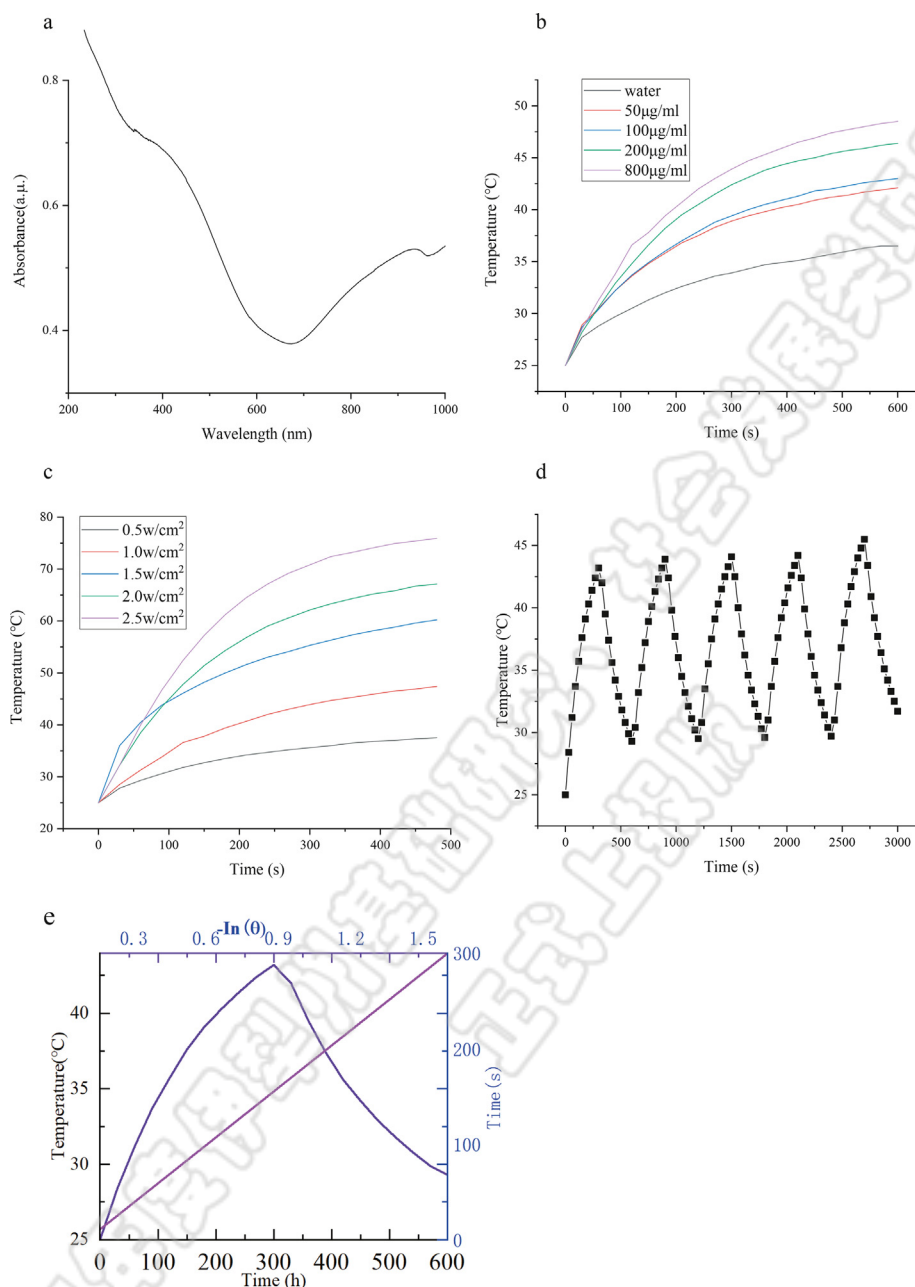 a
0.8
0.6
0.4
Absorbance(a.μ.)
200
400
600
800
1000
Wavelength (nm)
b
water
50μg/ml
100μg/ml
200μg/ml
800μg/ml
50
45
40
35
30
25
Temperature (°C)
0
100
200
300
400
500
600
Time (s)
c
0.5w/cm²
1.0w/cm²
1.5w/cm²
2.0w/cm²
2.5w/cm²
80
70
60
50
40
30
20
Temperature (°C)
0
100
200
300
400
500
Time (s)
d
45
40
35
30
25
Temperature (°C)
0
500
1000
1500
2000
2500
3000
Time (s)
e
-In(θ)
0.3
0.6
0.9
1.2
1.5
300
200
100
0
Time(s)
40
35
30
25
Temperature(°C)
0
100
200
300
400
500
600
Time (h)